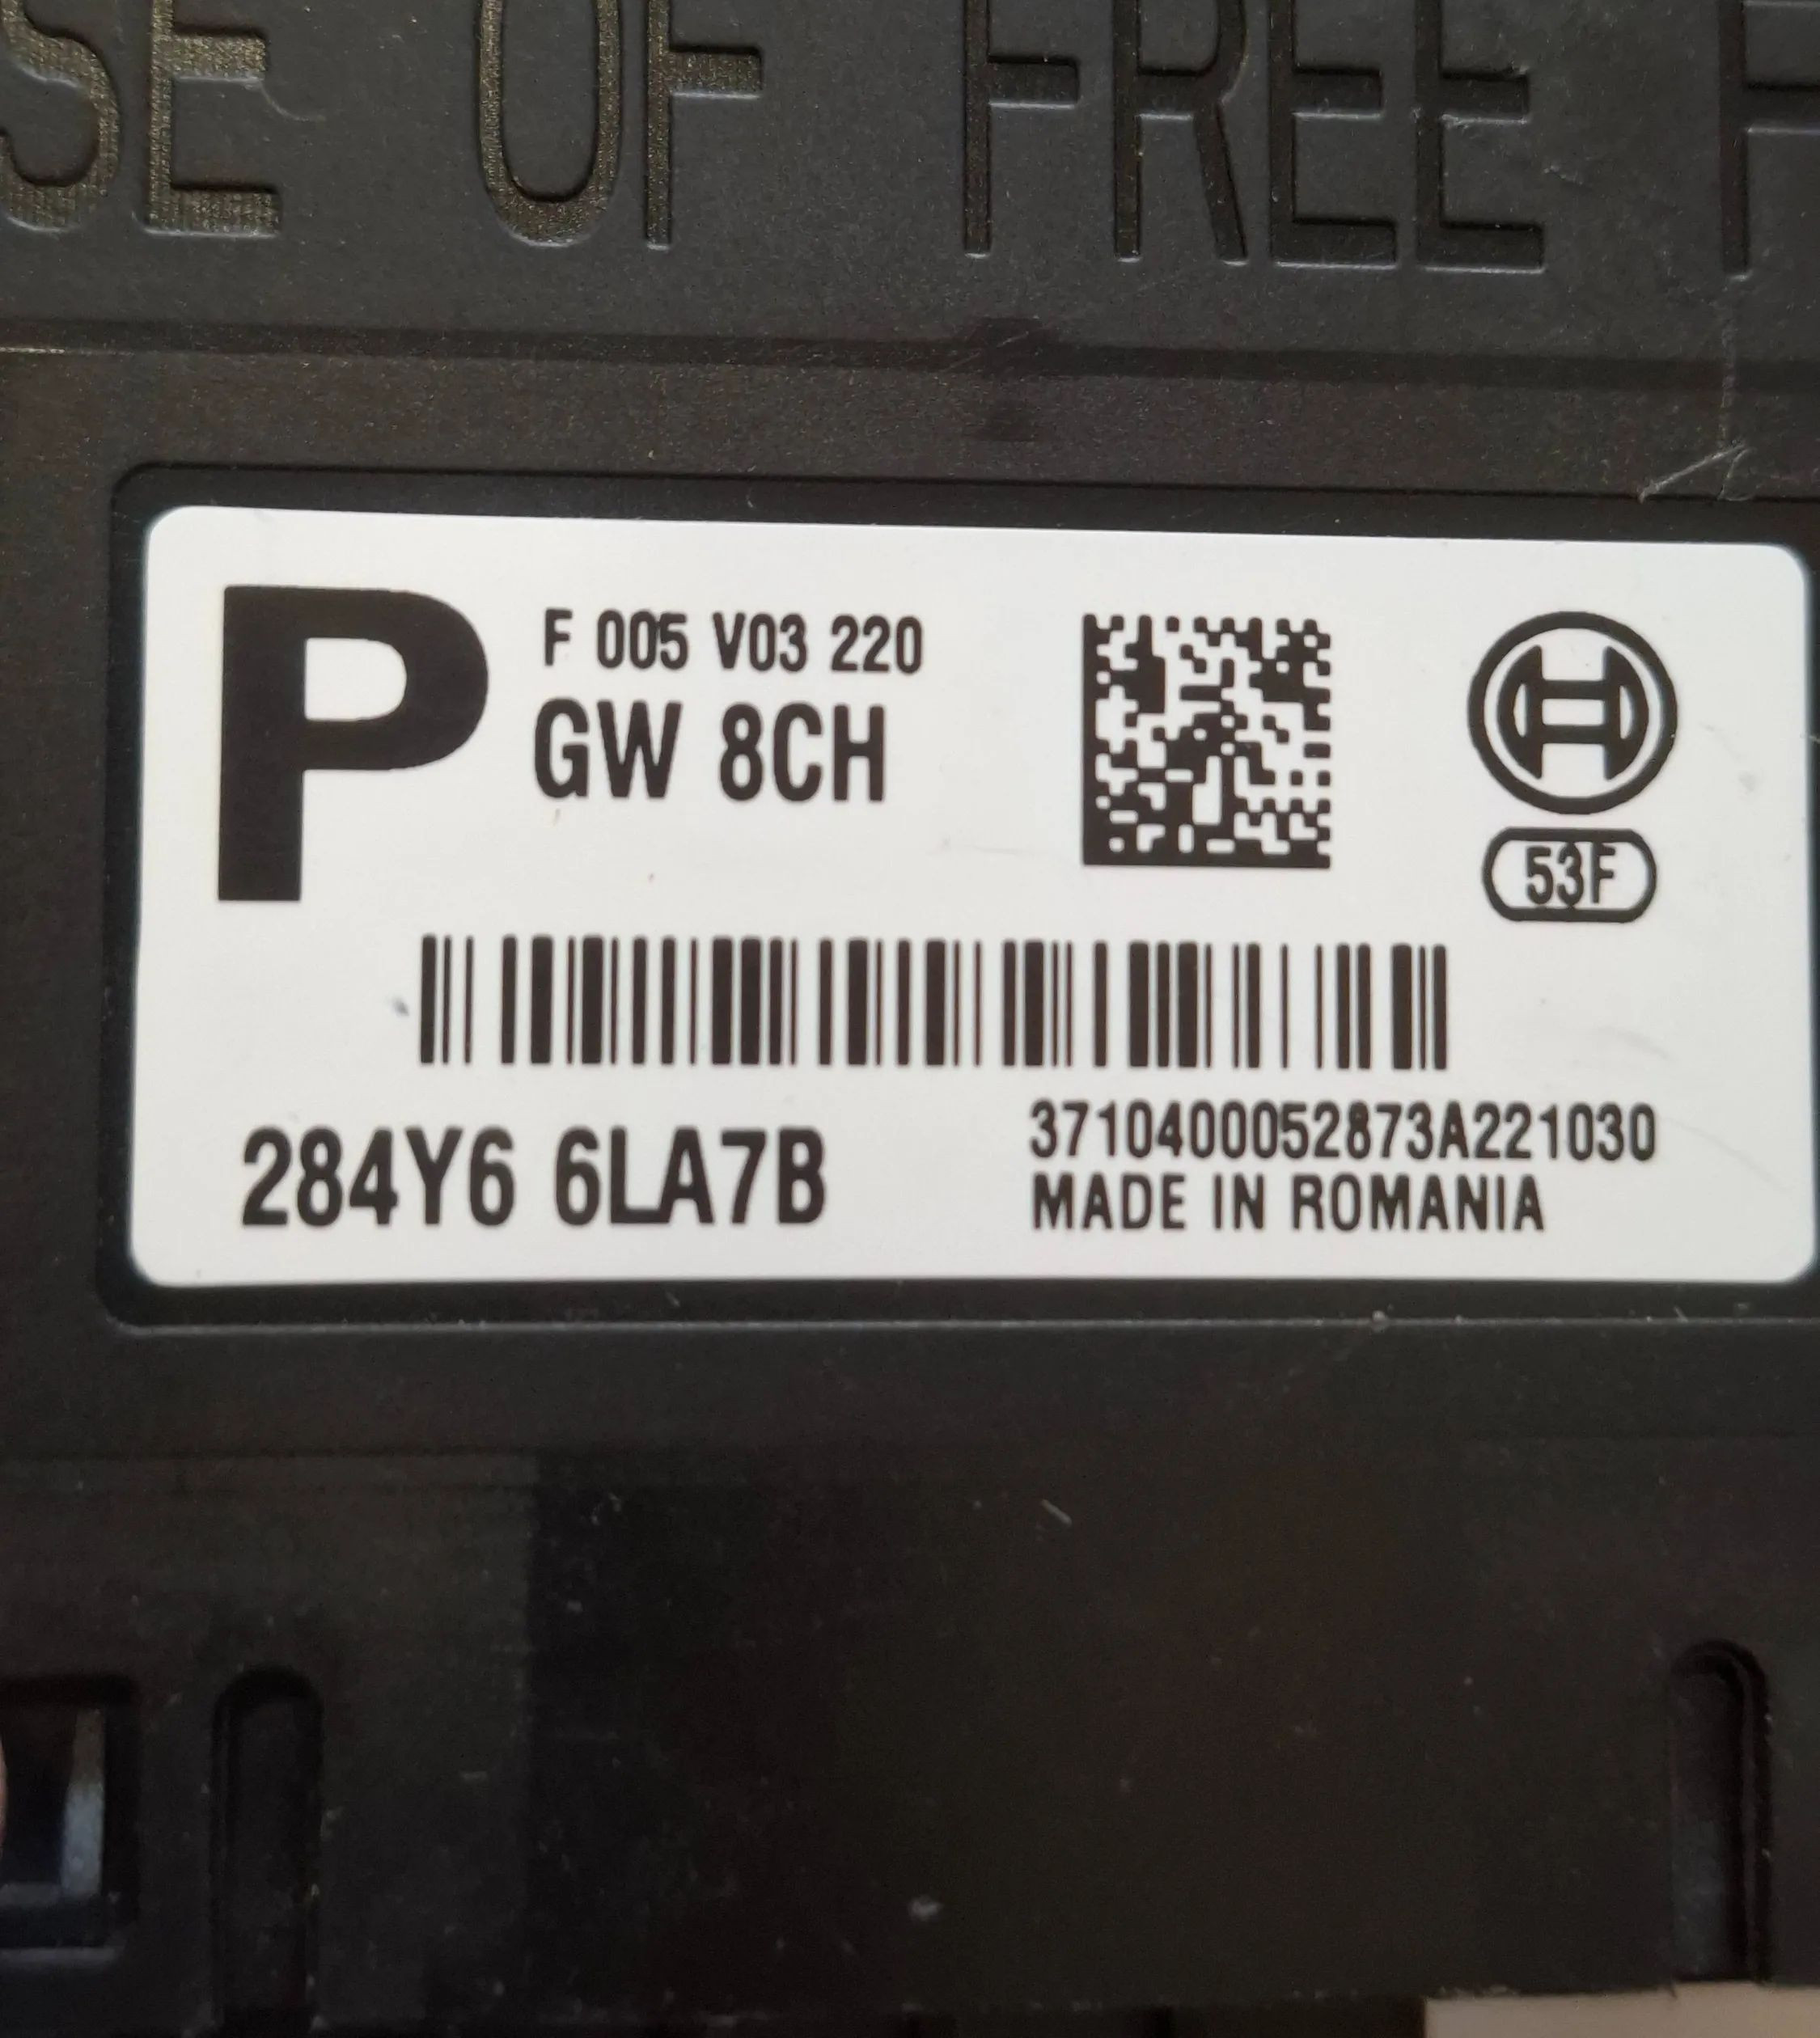 SE OF FREE
P
F 005 V03 220
GW 8CH
53F
284Y6 6LA7B
3710400052873A221030
MADE IN ROMANIA